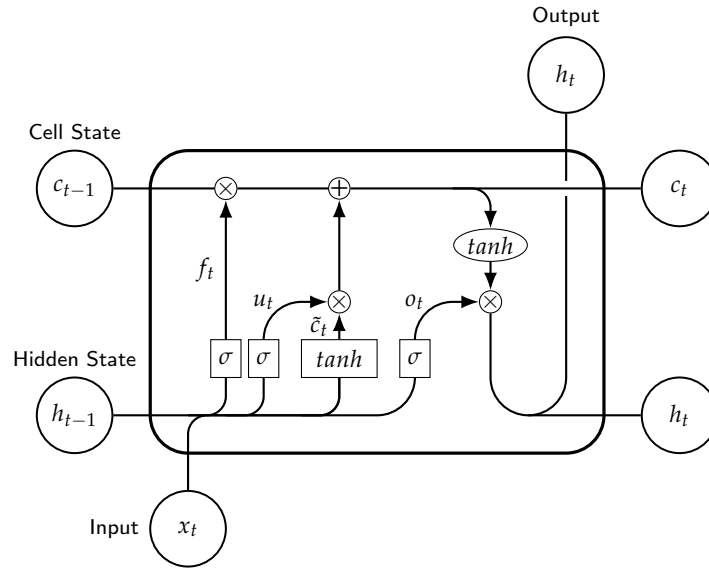 Output
h_t
Cell State
c_{t−1}
×
+
c_t
tanh
f_t
u_t
×
o_t
×
c̃_t
σ
σ
tanh
σ
Hidden State
h_{t−1}
h_t
Input
x_t